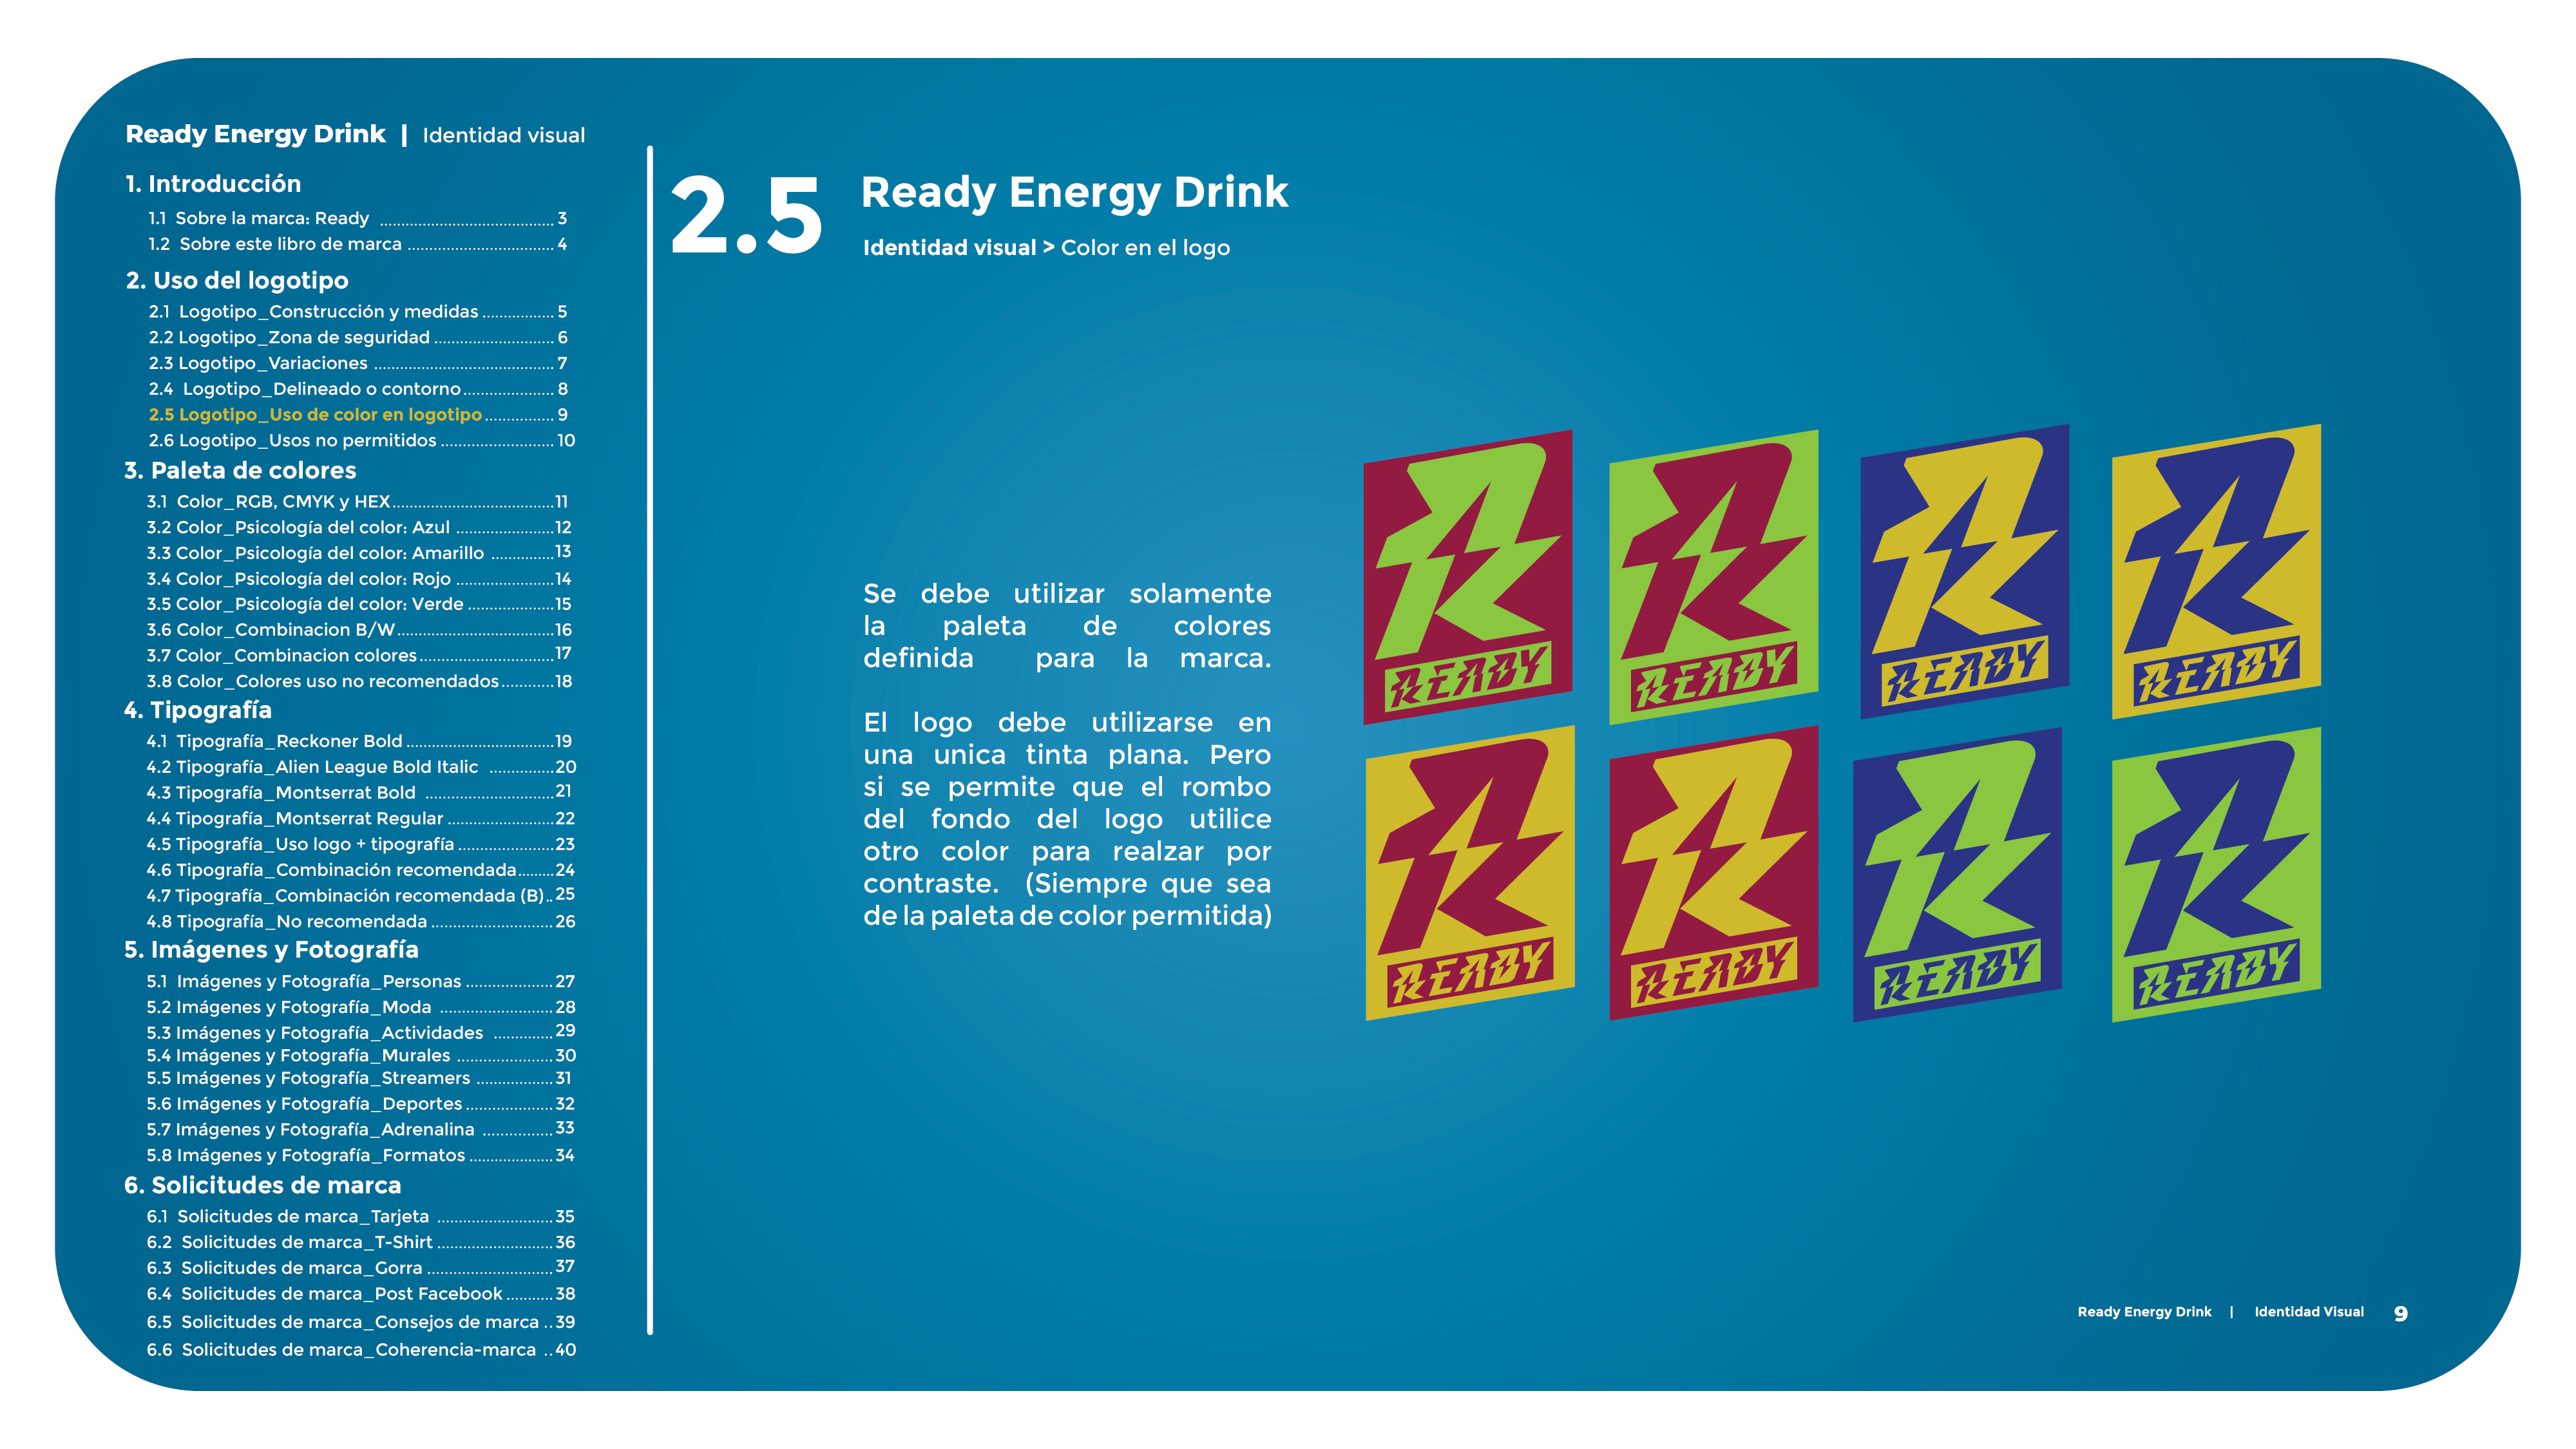 Ready Energy Drink | Identidad visual
1. Introducción
1.1 Sobre la marca: Ready ....................................... 3
1.2 Sobre este libro de marca ................................. 4
2. Uso del logotipo
2.1 Logotipo_Construcción y medidas ................ 5
2.2 Logotipo_Zona de seguridad ........................... 6
2.3 Logotipo_Variaciones ........................................ 7
2.4 Logotipo_Delineado o contorno.................... 8
2.5 Logotipo_Uso de color en logotipo............... 9
2.6 Logotipo_Usos no permitidos ......................... 10
3. Paleta de colores
3.1 Color_RGB, CMYK y HEX....................................11
3.2 Color_Psicología del color: Azul ......................12
3.3 Color_Psicología del color: Amarillo ..............13
3.4 Color_Psicología del color: Rojo ......................14
3.5 Color_Psicología del color: Verde ...................15
3.6 Color_Combinacion B/W...................................16
3.7 Color_Combinacion colores..............................17
3.8 Color_Colores uso no recomendados............18
4. Tipografía
4.1 Tipografía_Reckoner Bold .................................19
4.2 Tipografía_Alien League Bold Italic ..............20
4.3 Tipografía_Montserrat Bold .............................21
4.4 Tipografía_Montserrat Regular ........................22
4.5 Tipografía_Uso logo + tipografía .....................23
4.6 Tipografía_Combinación recomendada........24
4.7 Tipografía_Combinación recomendada (B)..25
4.8 Tipografía_No recomendada ...........................26
5. Imágenes y Fotografía
5.1 Imágenes y Fotografía_Personas ...................27
5.2 Imágenes y Fotografía_Moda .........................28
5.3 Imágenes y Fotografía_Actividades .............29
5.4 Imágenes y Fotografía_Murales .....................30
5.5 Imágenes y Fotografía_Streamers .................31
5.6 Imágenes y Fotografía_Deportes...................32
5.7 Imágenes y Fotografía_Adrenalina ...............33
5.8 Imágenes y Fotografía_Formatos ..................34
6. Solicitudes de marca
6.1 Solicitudes de marca_Tarjeta ..........................35
6.2 Solicitudes de marca_T-Shirt ..........................36
6.3 Solicitudes de marca_Gorra ............................37
6.4 Solicitudes de marca_Post Facebook ...........38
6.5 Solicitudes de marca_Consejos de marca ..39
6.6 Solicitudes de marca_Coherencia-marca ..40
2.5
Ready Energy Drink
Identidad visual > Color en el logo
Se debe utilizar solamente
la paleta de colores
definida para la marca.
El logo debe utilizarse en
una unica tinta plana. Pero
si se permite que el rombo
del fondo del logo utilice
otro color para realzar por
contraste. (Siempre que sea
de la paleta de color permitida)
R R R R
READY READY READY READY
R R R R
READY READY READY READY
Ready Energy Drink | Identidad Visual 9